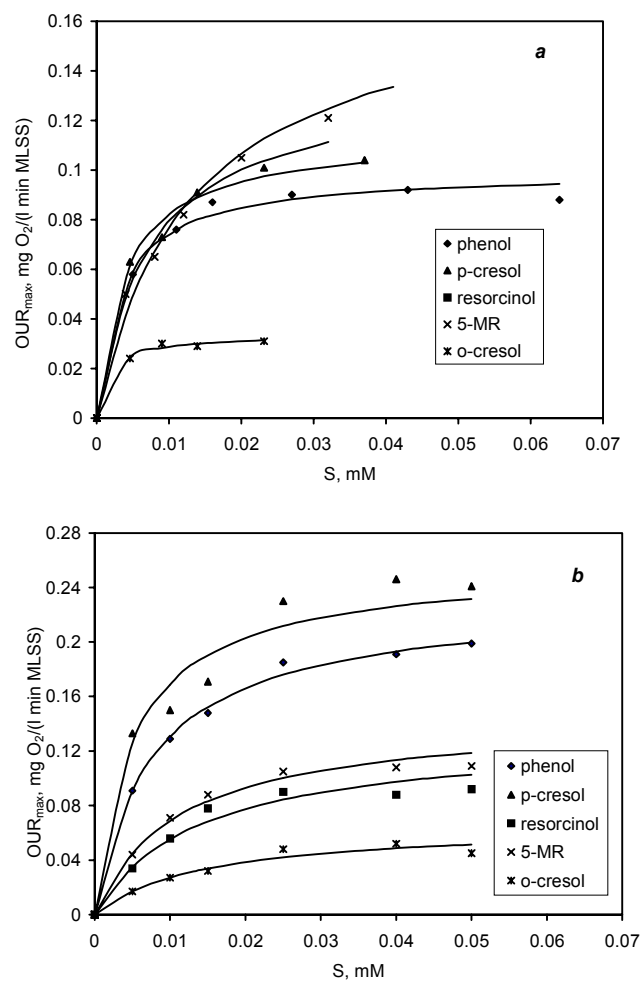 0.16
0.14
0.12
0.1
0.08
0.06
0.04
0.02
0
OURmax, mg O2/(l min MLSS)
a
phenol
p-cresol
resorcinol
5-MR
o-cresol
0 0.01 0.02 0.03 0.04 0.05 0.06 0.07
S, mM
0.28
0.24
0.2
0.16
0.12
0.08
0.04
0
OURmax, mg O2/(l min MLSS)
b
phenol
p-cresol
resorcinol
5-MR
o-cresol
0.00 0.01 0.02 0.03 0.04 0.05 0.06 0.07
S, mM